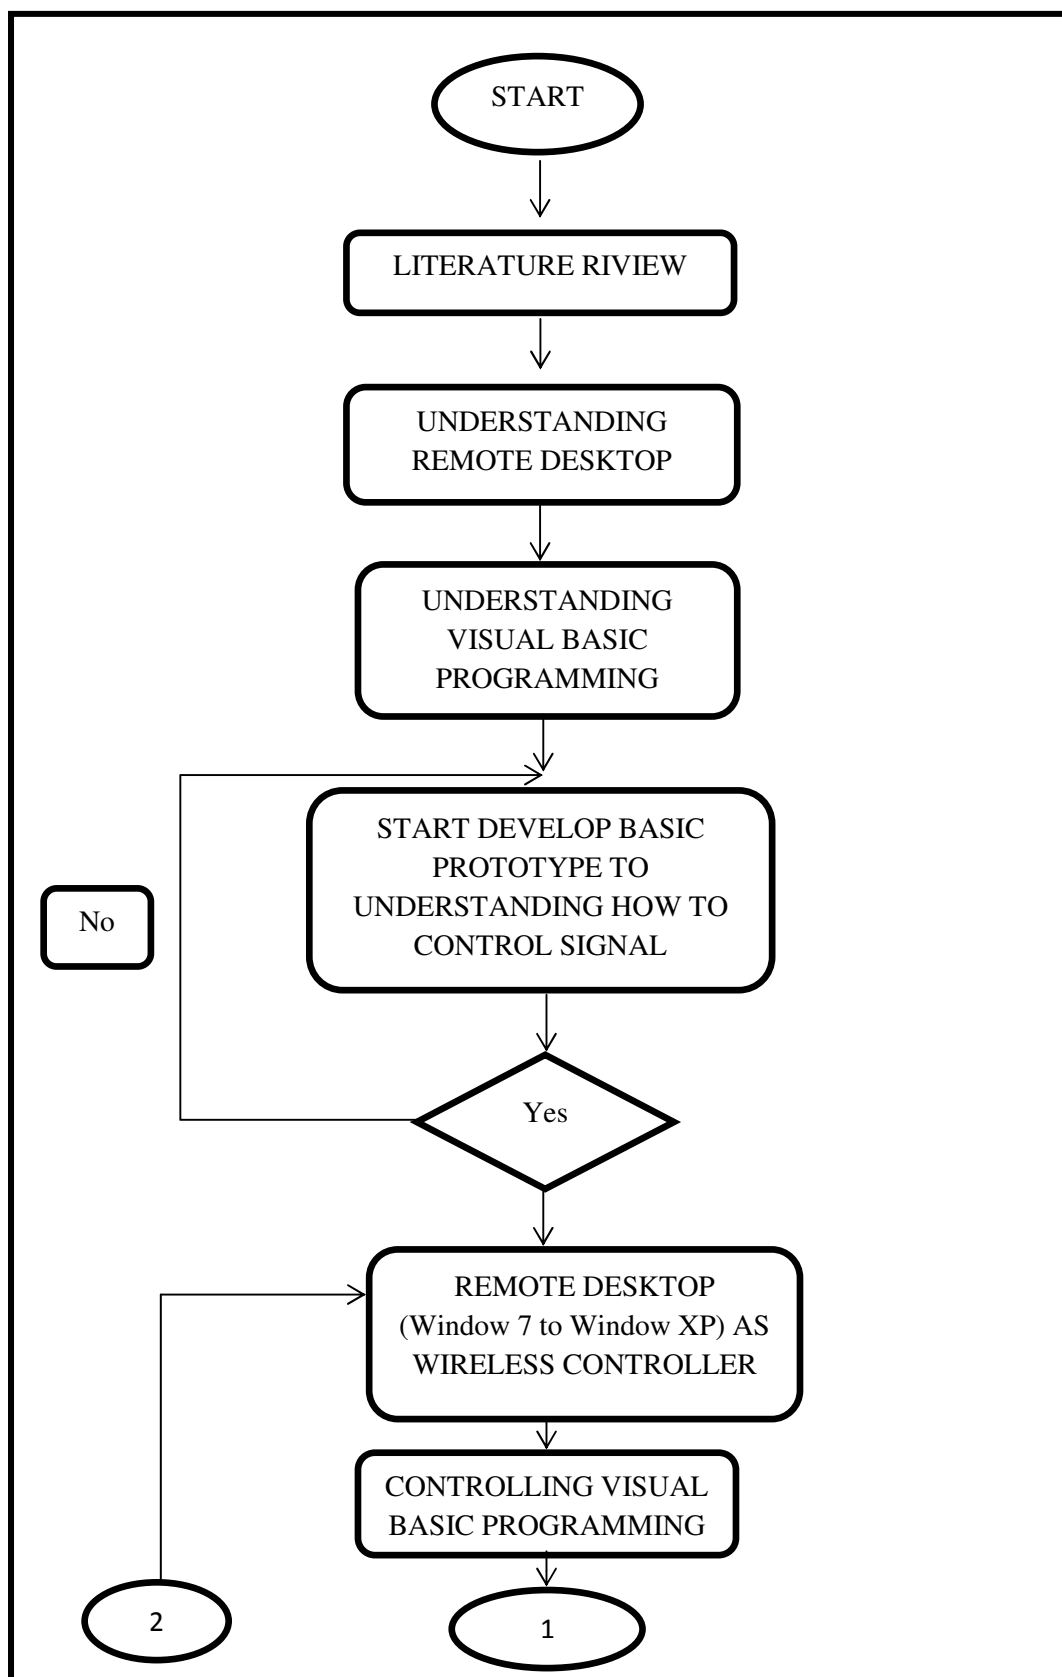 START
LITERATURE RIVIEW
UNDERSTANDING
REMOTE DESKTOP
UNDERSTANDING
VISUAL BASIC
PROGRAMMING
START DEVELOP BASIC
PROTOTYPE TO
UNDERSTANDING HOW TO
CONTROL SIGNAL
No
Yes
REMOTE DESKTOP
(Window 7 to Window XP) AS
WIRELESS CONTROLLER
CONTROLLING VISUAL
BASIC PROGRAMMING
2
1